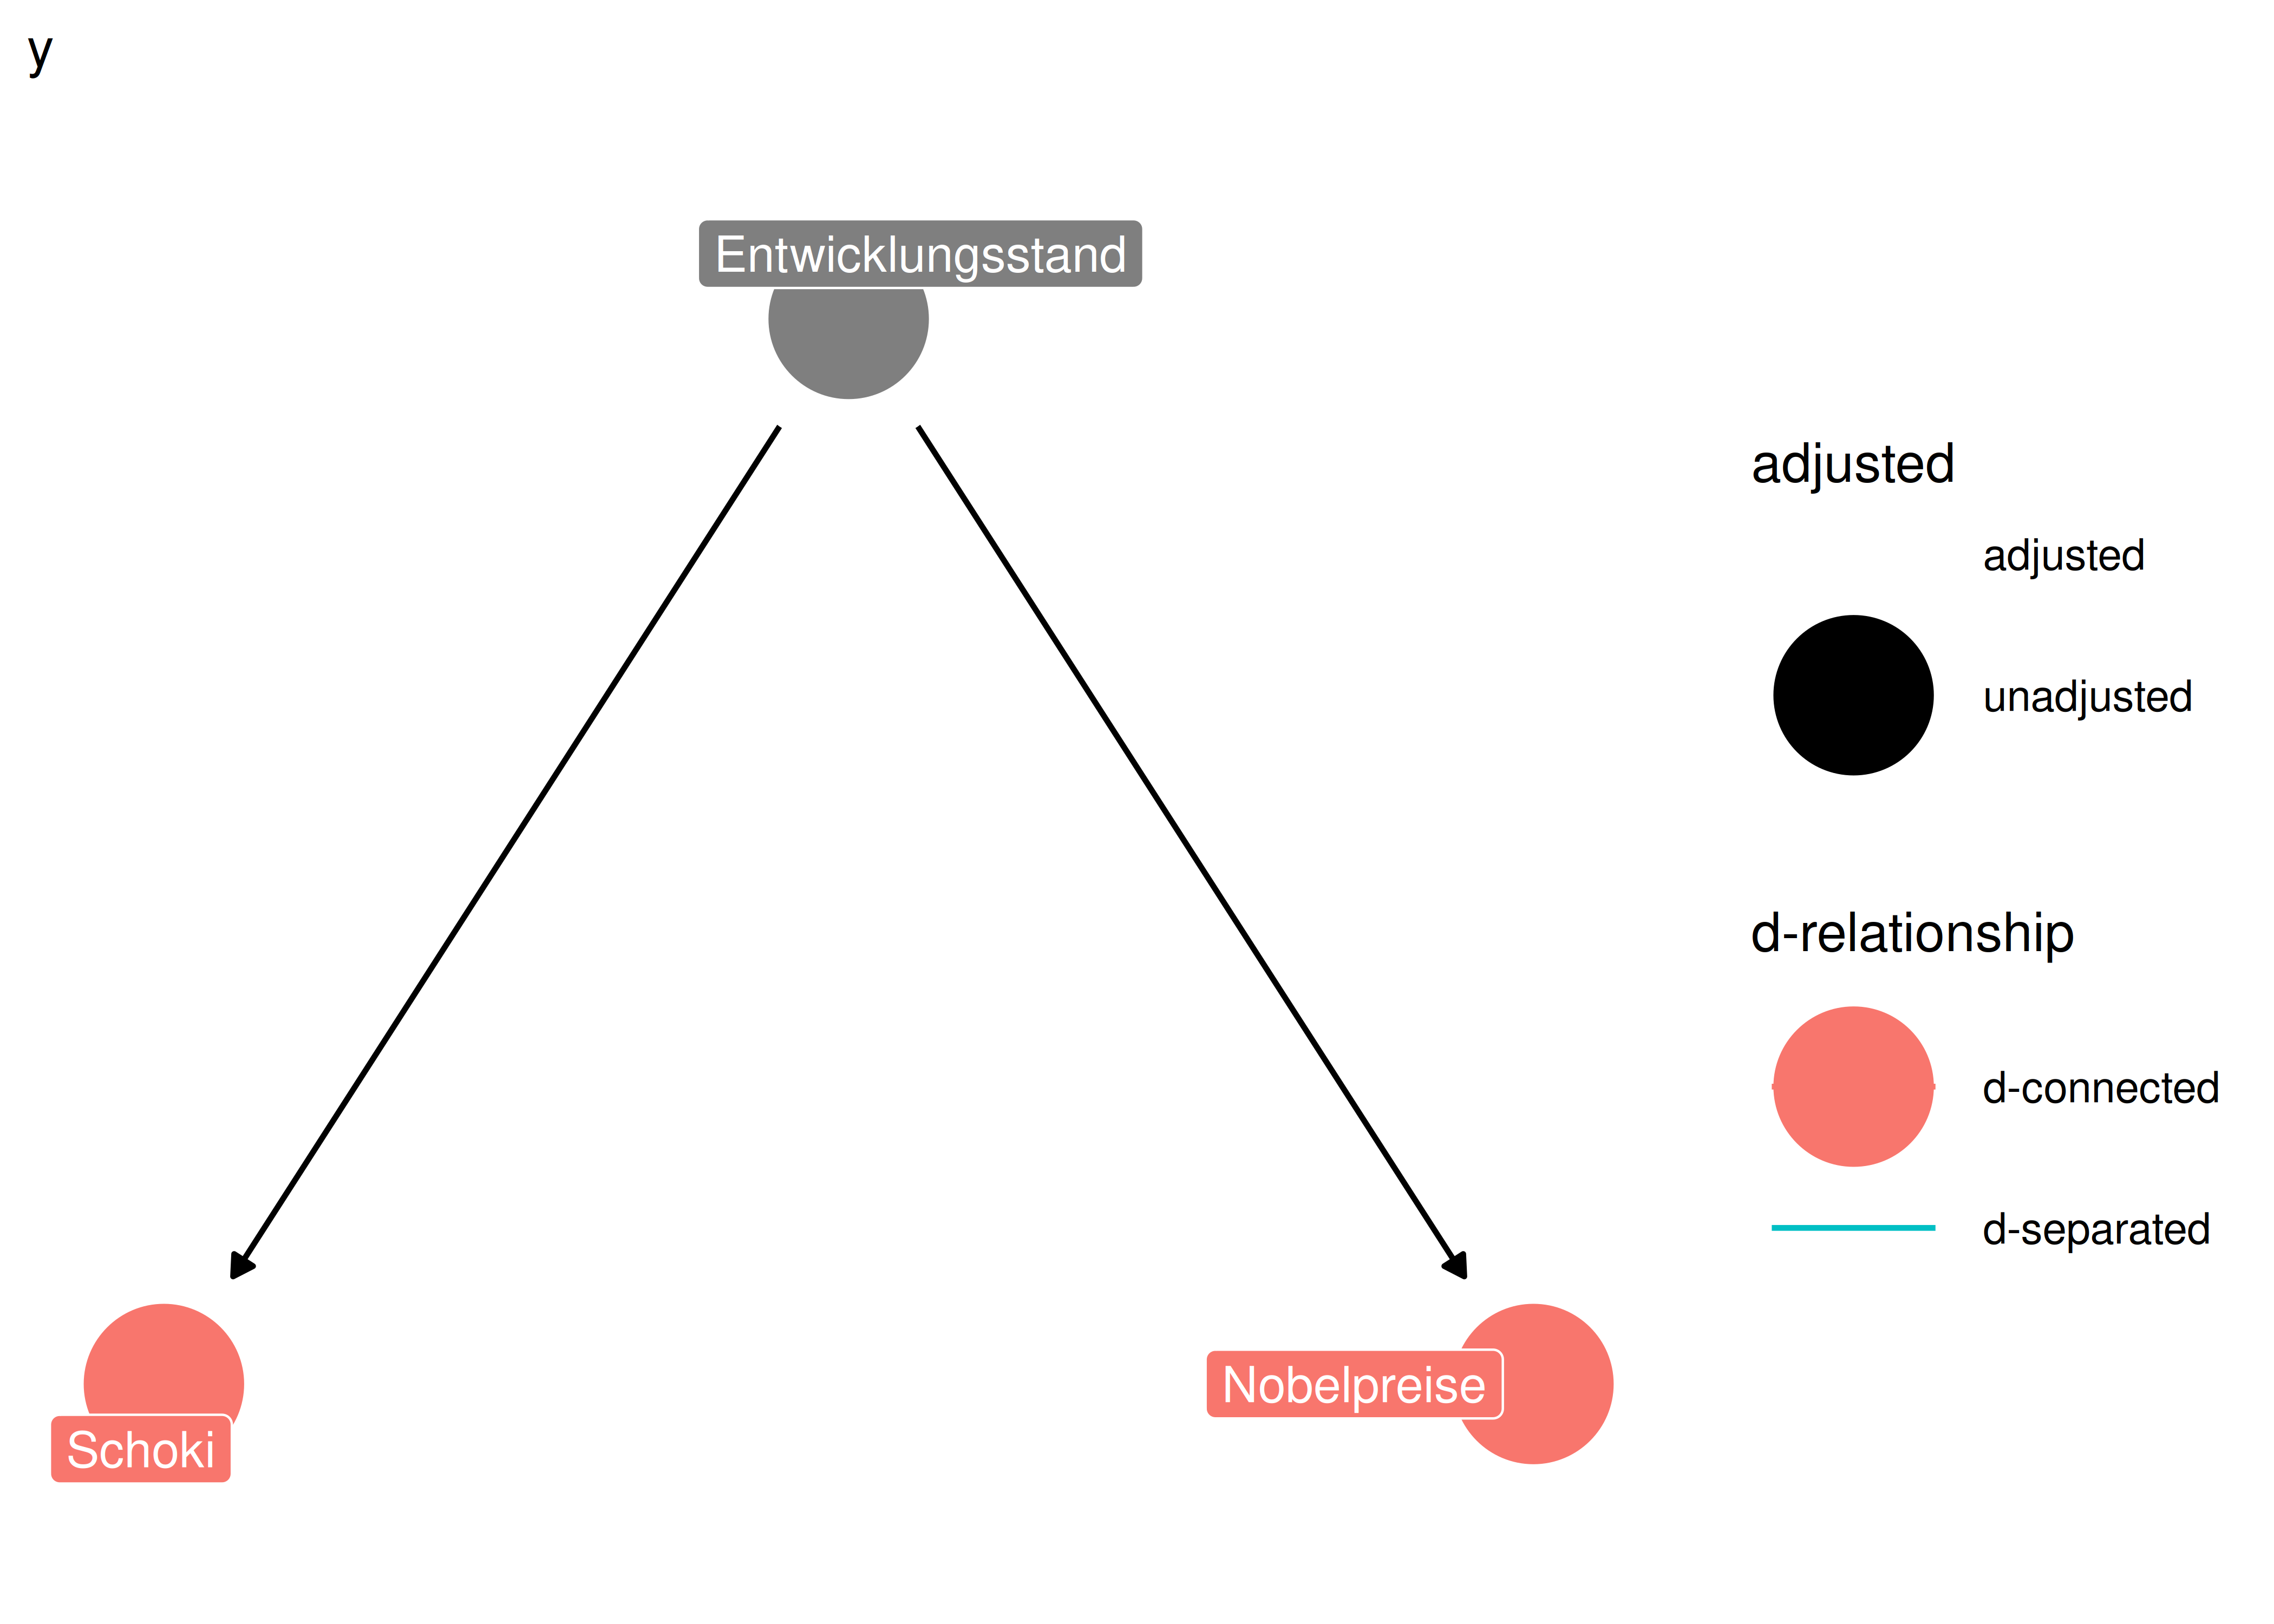 y
Entwicklungsstand
Schoki
Nobelpreise
adjusted
adjusted
unadjusted
d-relationship
d-connected
d-separated